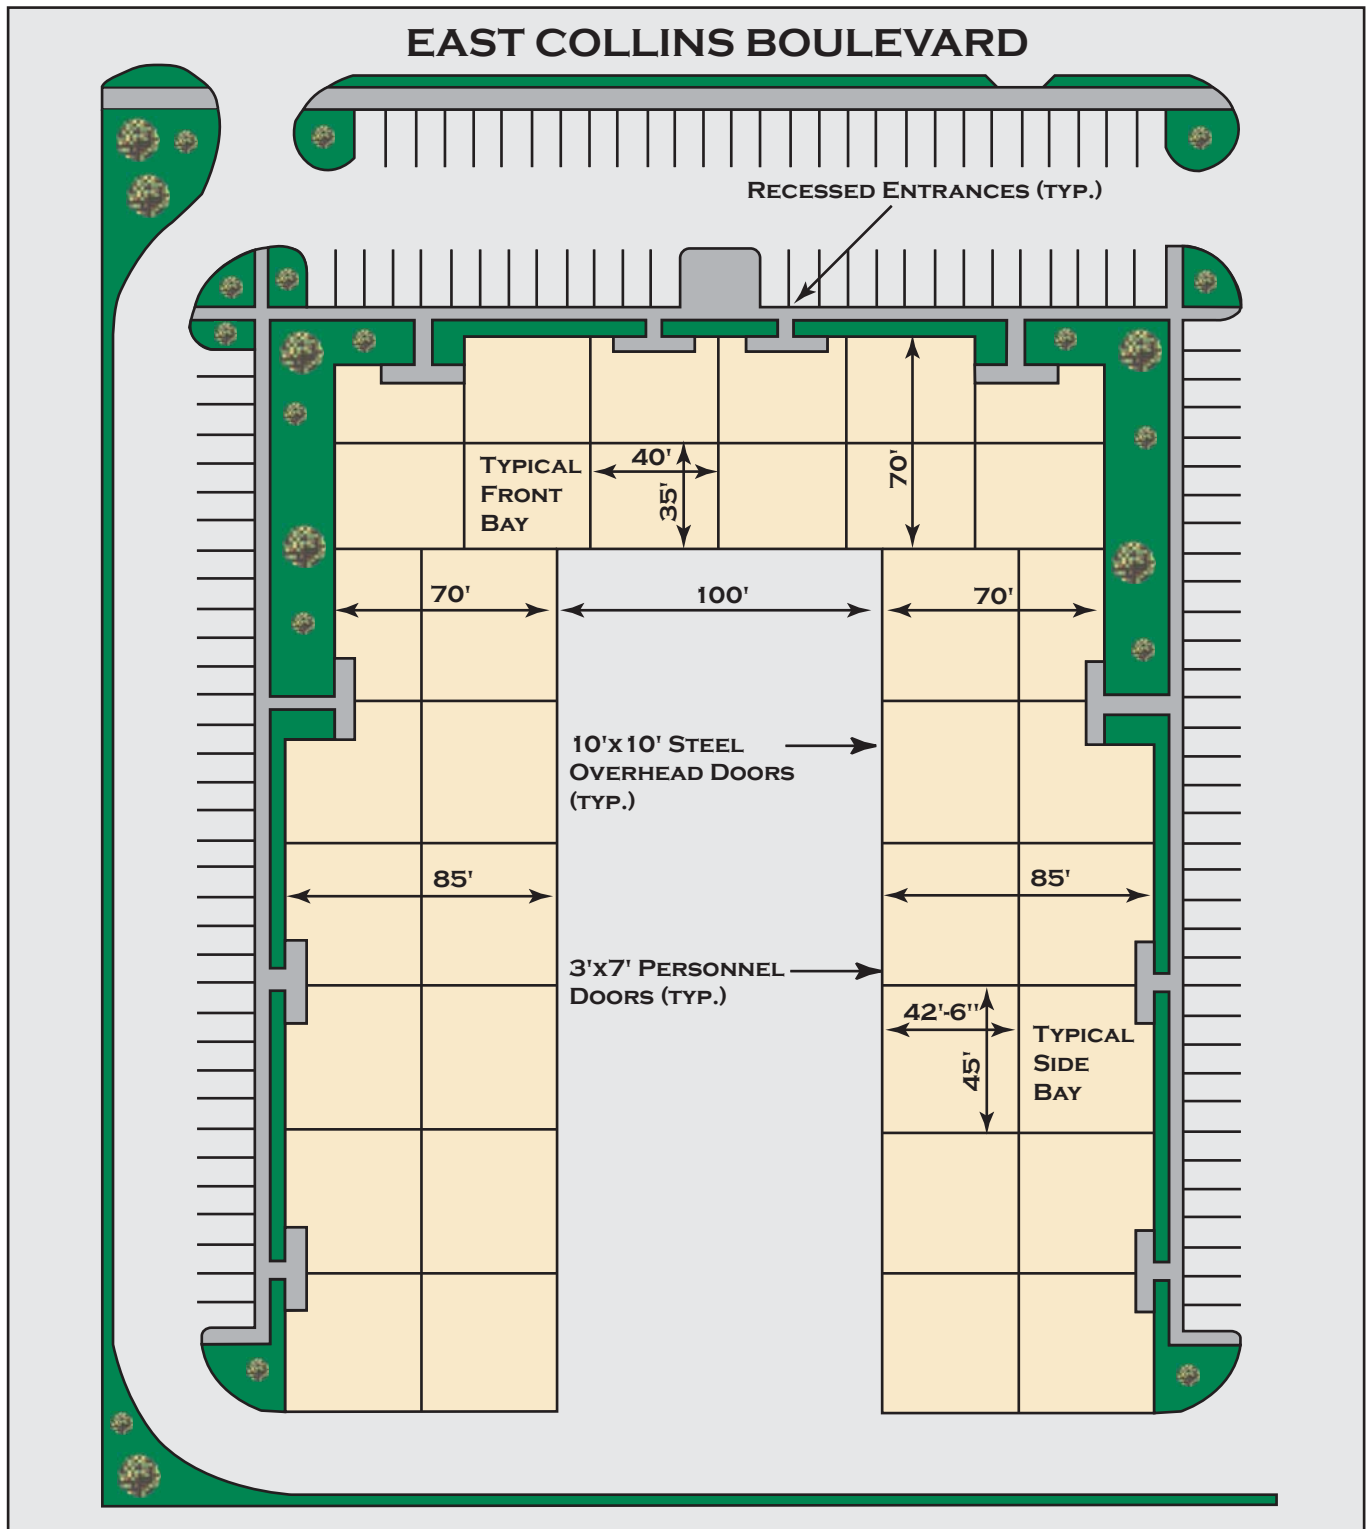 EAST COLLINS BOULEVARD
RECESSED ENTRANCES (TYP.)
TYPICAL
FRONT
BAY
40'
35'
70'
70'
100'
70'
10'x10' STEEL
OVERHEAD DOORS
(TYP.)
85'
85'
3'x7' PERSONNEL
DOORS (TYP.)
42'-6"
45'
TYPICAL
SIDE
BAY